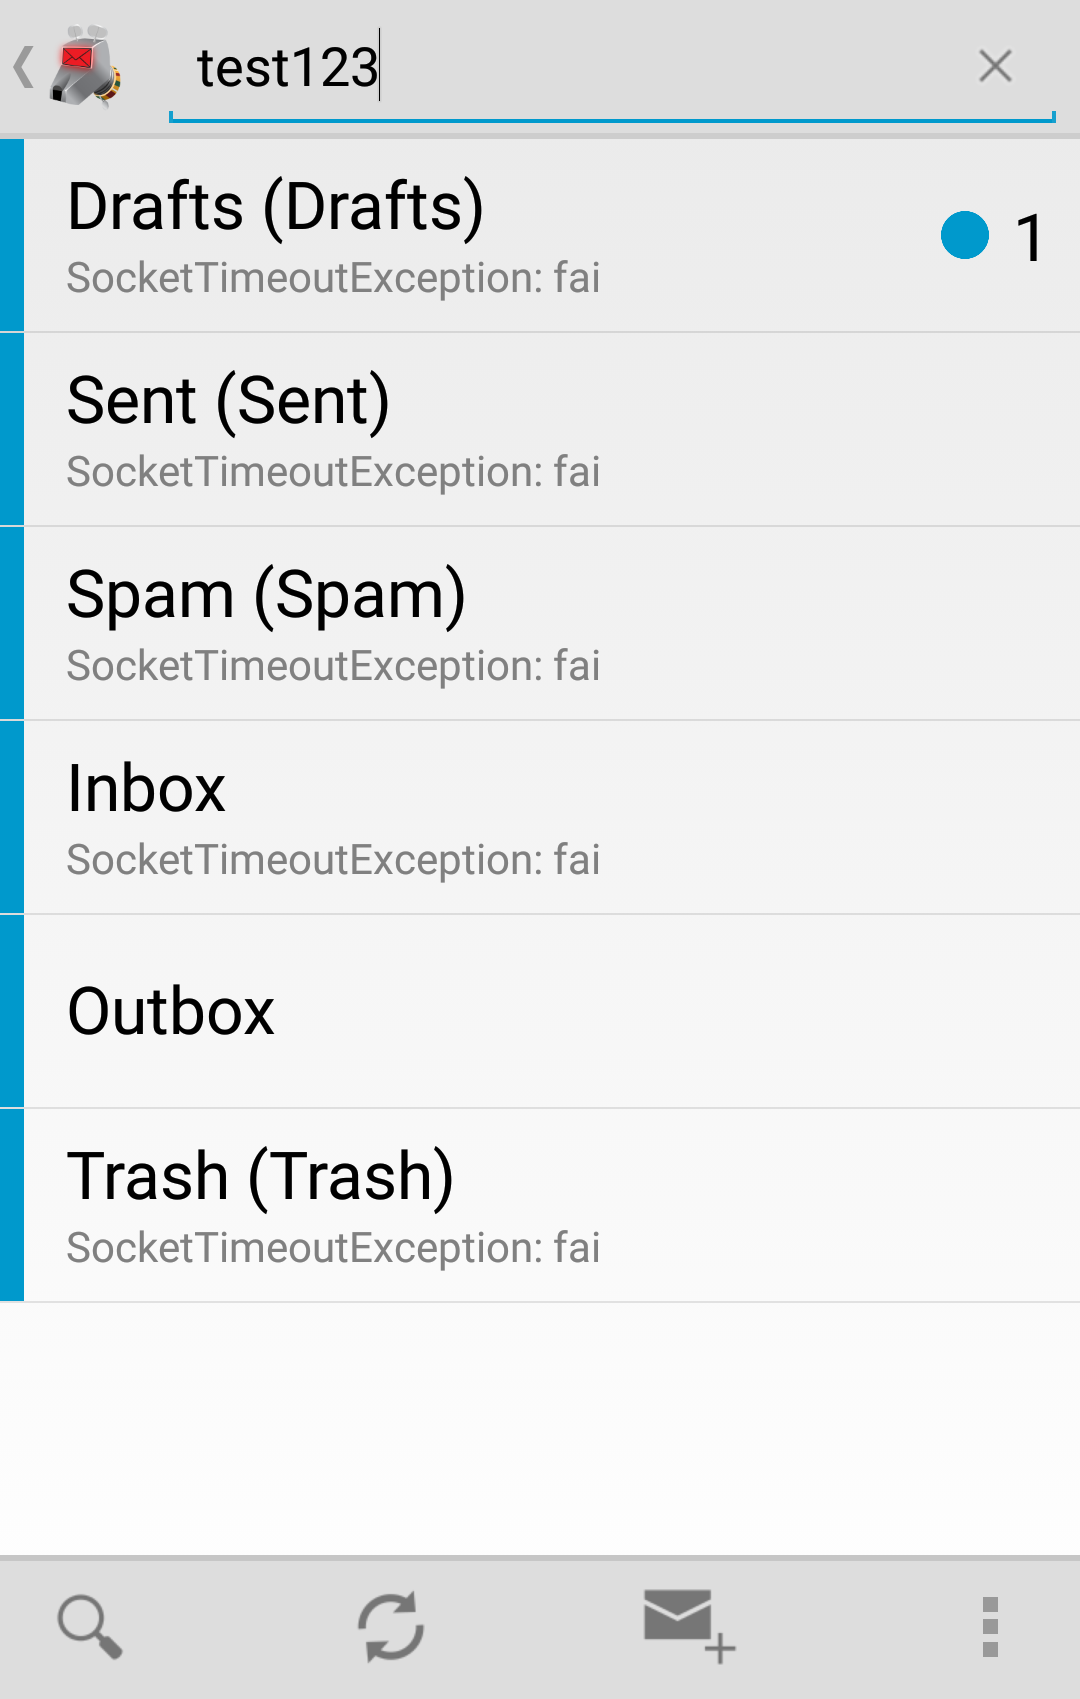 test123
Drafts (Drafts)
SocketTimeoutException: fai
1
Sent (Sent)
SocketTimeoutException: fai
Spam (Spam)
SocketTimeoutException: fai
Inbox
SocketTimeoutException: fai
Outbox
Trash (Trash)
SocketTimeoutException: fai